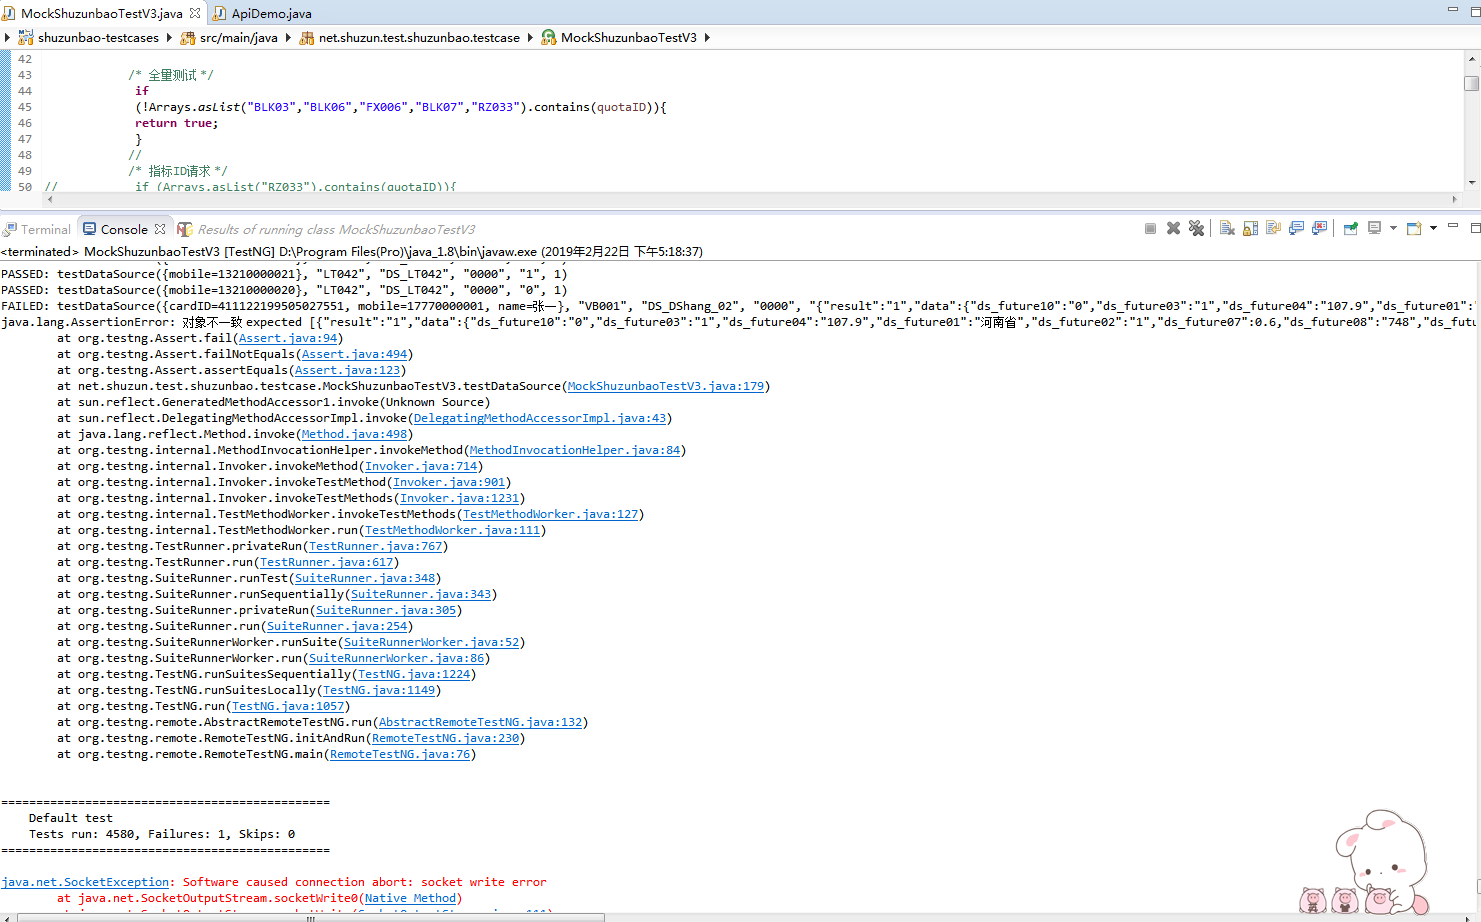 MockShuzunbaoTestV3.java ApiDemo.java
shuzunbao-testcases src/main/java net.shuzun.test.shuzunbao.testcase MockShuzunbaoTestV3
42
43 /* 全量测试 */
44 if
45 (!Arrays.asList("BLK03","BLK06","FX006","BLK07","RZ033").contains(quotaID)){
46 return true;
47 }
48 //
49 /* 指标ID请求 */
50 // if (Arrays.asList("RZ033").contains(quotaID)){
Terminal Console Results of running class MockShuzunbaoTestV3
<terminated> MockShuzunbaoTestV3 [TestNG] D:\Program Files(Pro)\java_1.8\bin\javaw.exe (2019年2月22日 下午5:18:37)
PASSED: testDataSource({mobile=13210000021}, "LT042", "DS_LT042", "0000", "1", 1)
PASSED: testDataSource({mobile=13210000020}, "LT042", "DS_LT042", "0000", "0", 1)
FAILED: testDataSource({cardID=411122199505027551, mobile=17770000001, name=张一}, "VB001", "DS_DShang_02", "0000", "{"result":"1","data":{"ds_future10":"0","ds_future03":"1","ds_future04":"107.9","ds_future01":"
java.lang.AssertionError: 对象不一致 expected [{"result":"1","data":{"ds_future10":"0","ds_future03":"1","ds_future04":"107.9","ds_future01":"河南省","ds_future02":"1","ds_future07":0.6,"ds_future08":"748","ds_futu
at org.testng.Assert.fail(Assert.java:94)
at org.testng.Assert.failNotEquals(Assert.java:494)
at org.testng.Assert.assertEquals(Assert.java:123)
at net.shuzun.test.shuzunbao.testcase.MockShuzunbaoTestV3.testDataSource(MockShuzunbaoTestV3.java:179)
at sun.reflect.GeneratedMethodAccessor1.invoke(Unknown Source)
at sun.reflect.DelegatingMethodAccessorImpl.invoke(DelegatingMethodAccessorImpl.java:43)
at java.lang.reflect.Method.invoke(Method.java:498)
at org.testng.internal.MethodInvocationHelper.invokeMethod(MethodInvocationHelper.java:84)
at org.testng.internal.Invoker.invokeMethod(Invoker.java:714)
at org.testng.internal.Invoker.invokeTestMethod(Invoker.java:901)
at org.testng.internal.Invoker.invokeTestMethods(Invoker.java:1231)
at org.testng.internal.TestMethodWorker.invokeTestMethods(TestMethodWorker.java:127)
at org.testng.internal.TestMethodWorker.run(TestMethodWorker.java:111)
at org.testng.TestRunner.privateRun(TestRunner.java:767)
at org.testng.TestRunner.run(TestRunner.java:617)
at org.testng.SuiteRunner.runTest(SuiteRunner.java:348)
at org.testng.SuiteRunner.runSequentially(SuiteRunner.java:343)
at org.testng.SuiteRunner.privateRun(SuiteRunner.java:305)
at org.testng.SuiteRunner.run(SuiteRunner.java:254)
at org.testng.SuiteRunnerWorker.runSuite(SuiteRunnerWorker.java:52)
at org.testng.SuiteRunnerWorker.run(SuiteRunnerWorker.java:86)
at org.testng.TestNG.runSuitesSequentially(TestNG.java:1224)
at org.testng.TestNG.runSuitesLocally(TestNG.java:1149)
at org.testng.TestNG.run(TestNG.java:1057)
at org.testng.remote.AbstractRemoteTestNG.run(AbstractRemoteTestNG.java:132)
at org.testng.remote.RemoteTestNG.initAndRun(RemoteTestNG.java:230)
at org.testng.remote.RemoteTestNG.main(RemoteTestNG.java:76)
===============================================
Default test
Tests run: 4580, Failures: 1, Skips: 0
===============================================
java.net.SocketException: Software caused connection abort: socket write error
at java.net.SocketOutputStream.socketWrite0(Native Method)